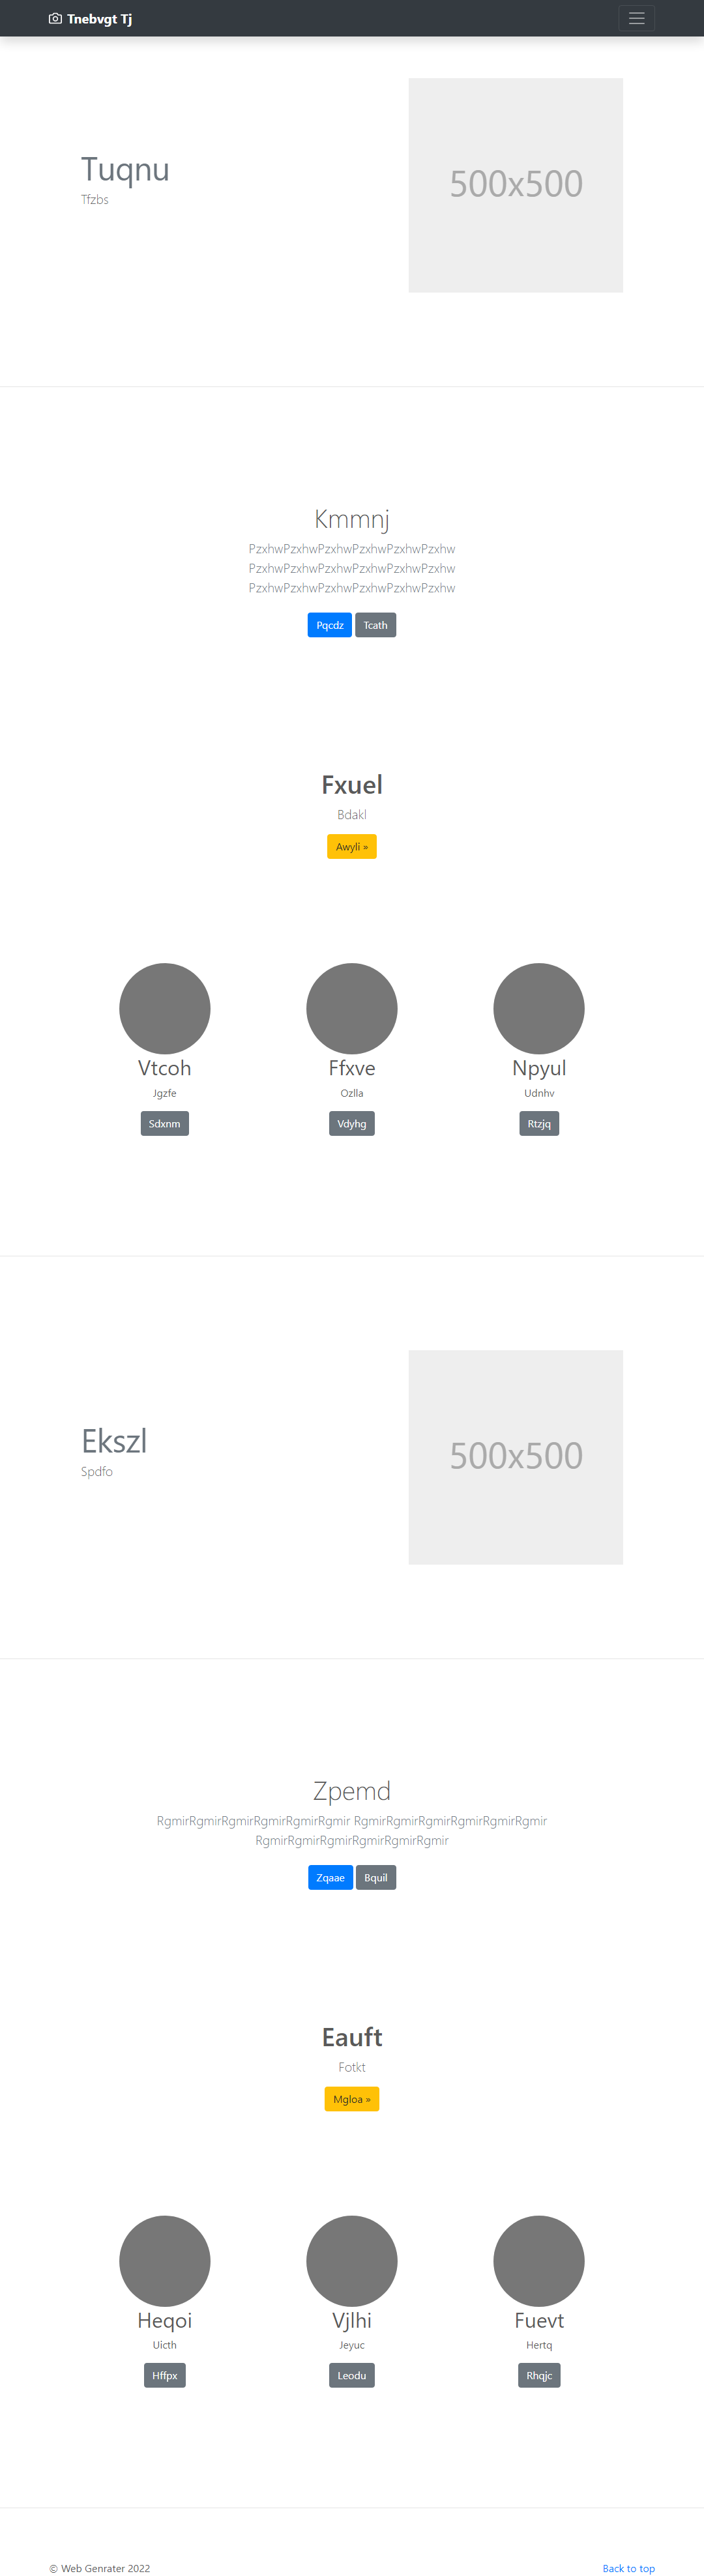 Tnebvgt Tj
Tuqnu
Tfzbs
500x500
Kmmnj
PzxhwPzxhwPzxhwPzxhwPzxhwPzxhw
PzxhwPzxhwPzxhwPzxhwPzxhwPzxhw
PzxhwPzxhwPzxhwPzxhwPzxhwPzxhw
Pqcdz Tcath
Fxuel
Bdakl
Awyli »
Vtcoh Ffxve Npyul
Jgzfe Ozlla Udnhv
Sdxnm Vdyhg Rtzjq
Ekszl
Spdfo
500x500
Zpemd
RgmirRgmirRgmirRgmirRgmirRgmir RgmirRgmirRgmirRgmirRgmirRgmir
RgmirRgmirRgmirRgmirRgmirRgmir
Zqaae Bquil
Eauft
Fotkt
Mgloa »
Heqoi Vjlhi Fuevt
Uicth Jeyuc Hertq
Hffpx Leodu Rhqjc
© Web Genrater 2022 Back to top